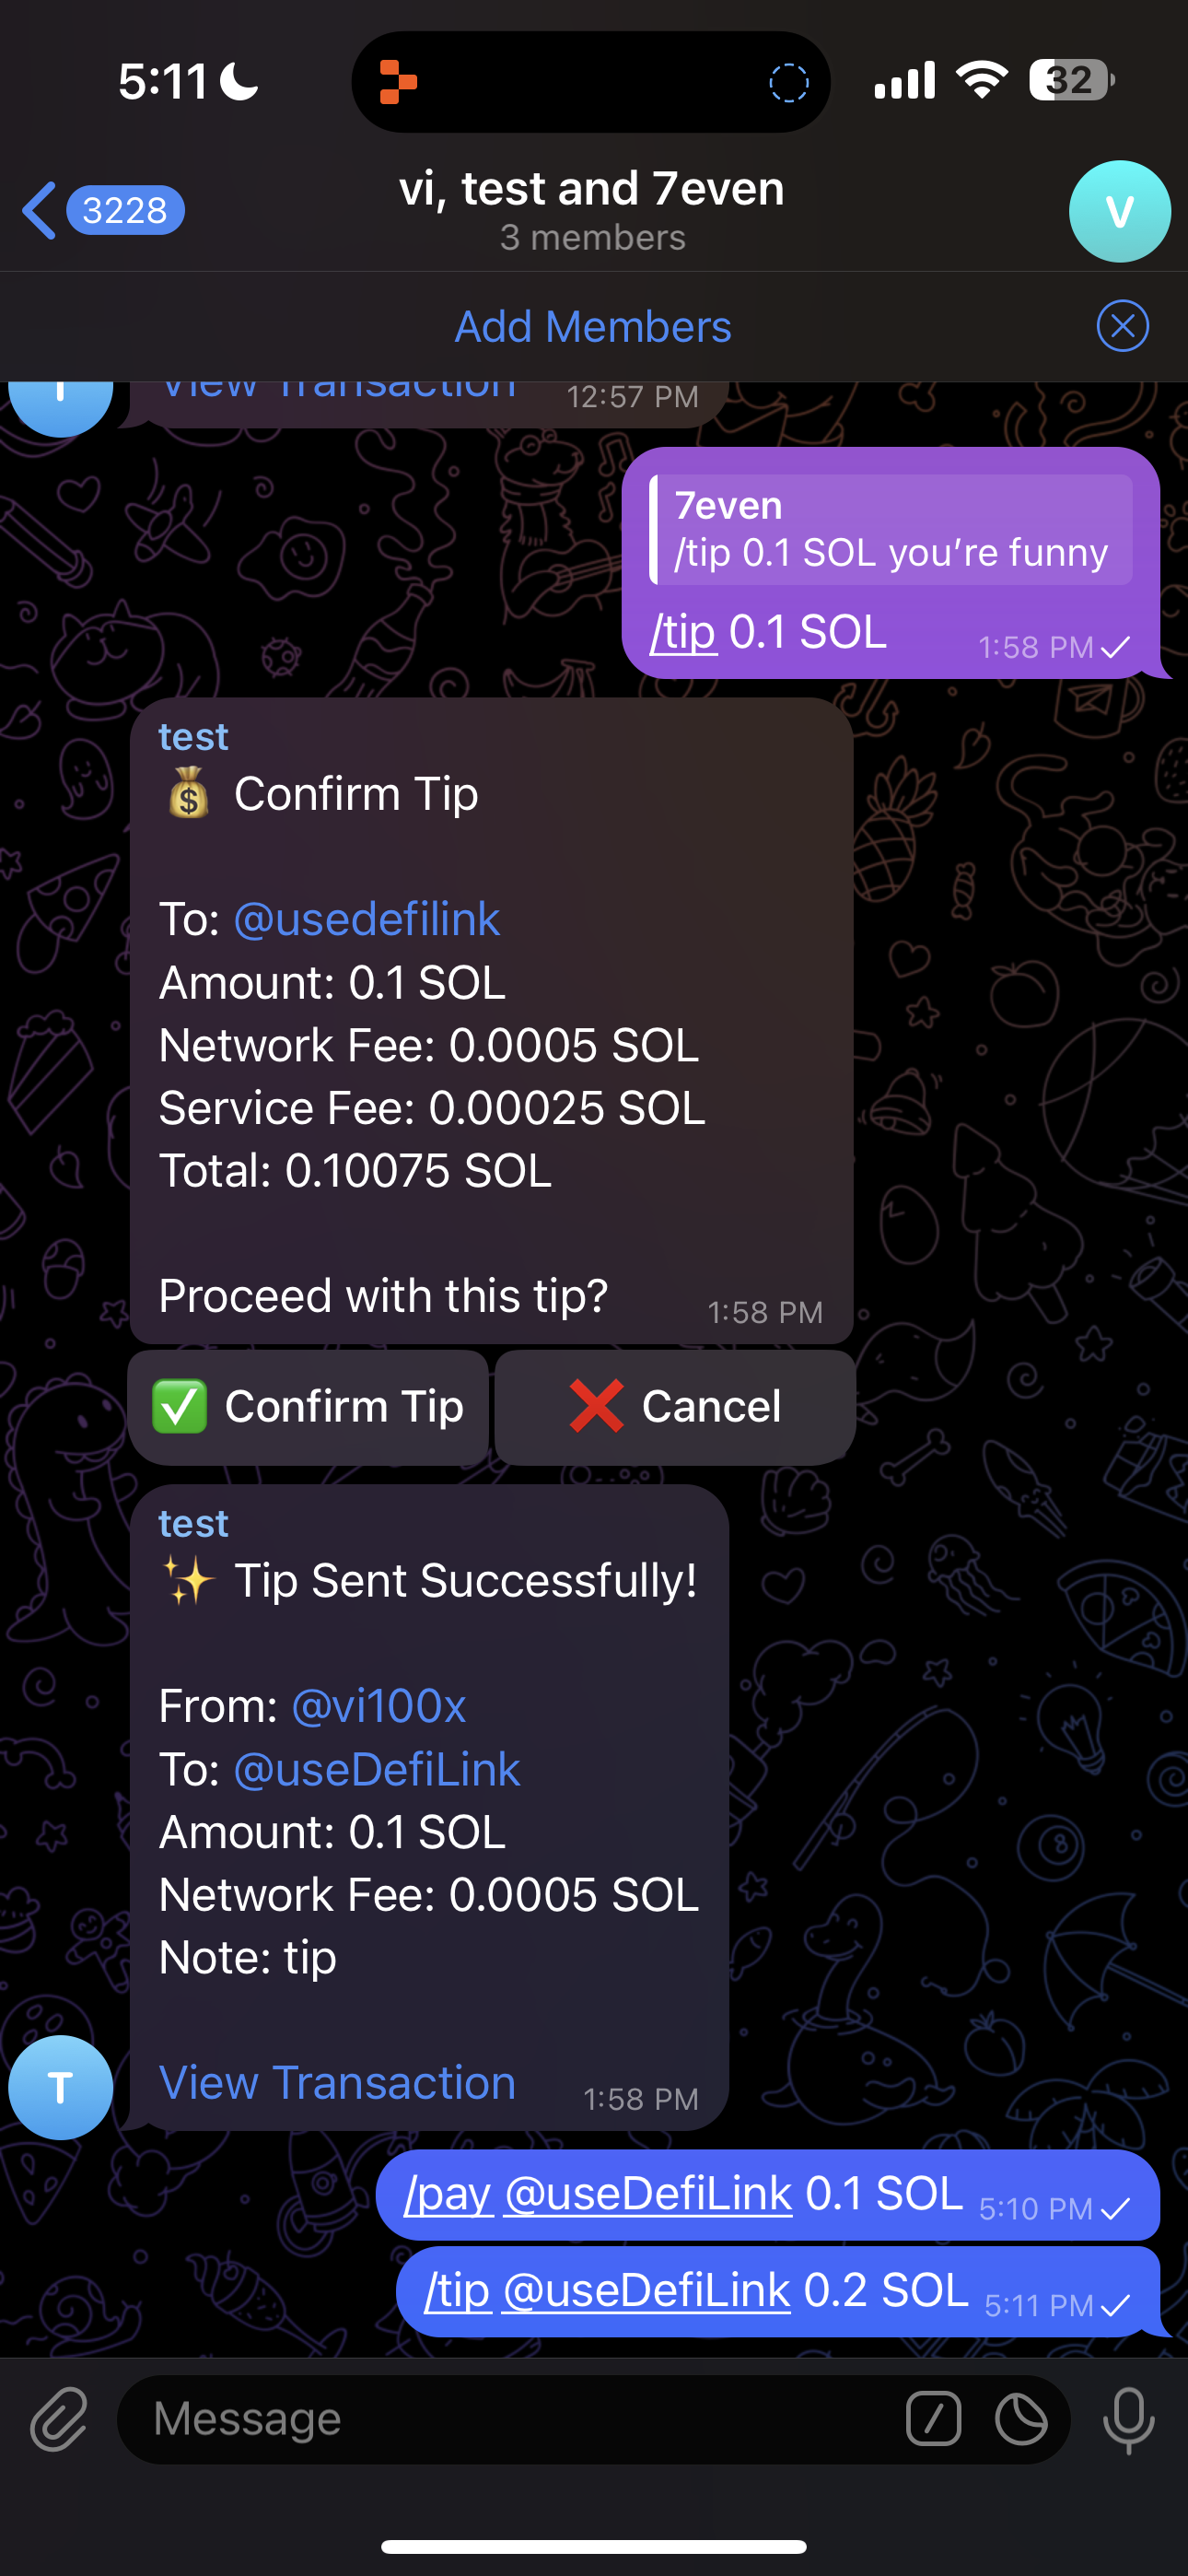 5:11
32
3228
vi, test and 7even
3 members
V
Add Members
T
View Transaction 12:57 PM
7even
/tip 0.1 SOL you’re funny
/tip 0.1 SOL 1:58 PM
test
💰 Confirm Tip
To: @usedefilink
Amount: 0.1 SOL
Network Fee: 0.0005 SOL
Service Fee: 0.00025 SOL
Total: 0.10075 SOL
Proceed with this tip?
1:58 PM
✅ Confirm Tip
❌ Cancel
test
✨ Tip Sent Successfully!
From: @vi100x
To: @useDefiLink
Amount: 0.1 SOL
Network Fee: 0.0005 SOL
Note: tip
T
View Transaction 1:58 PM
/pay @useDefiLink 0.1 SOL 5:10 PM
/tip @useDefiLink 0.2 SOL 5:11 PM
Message